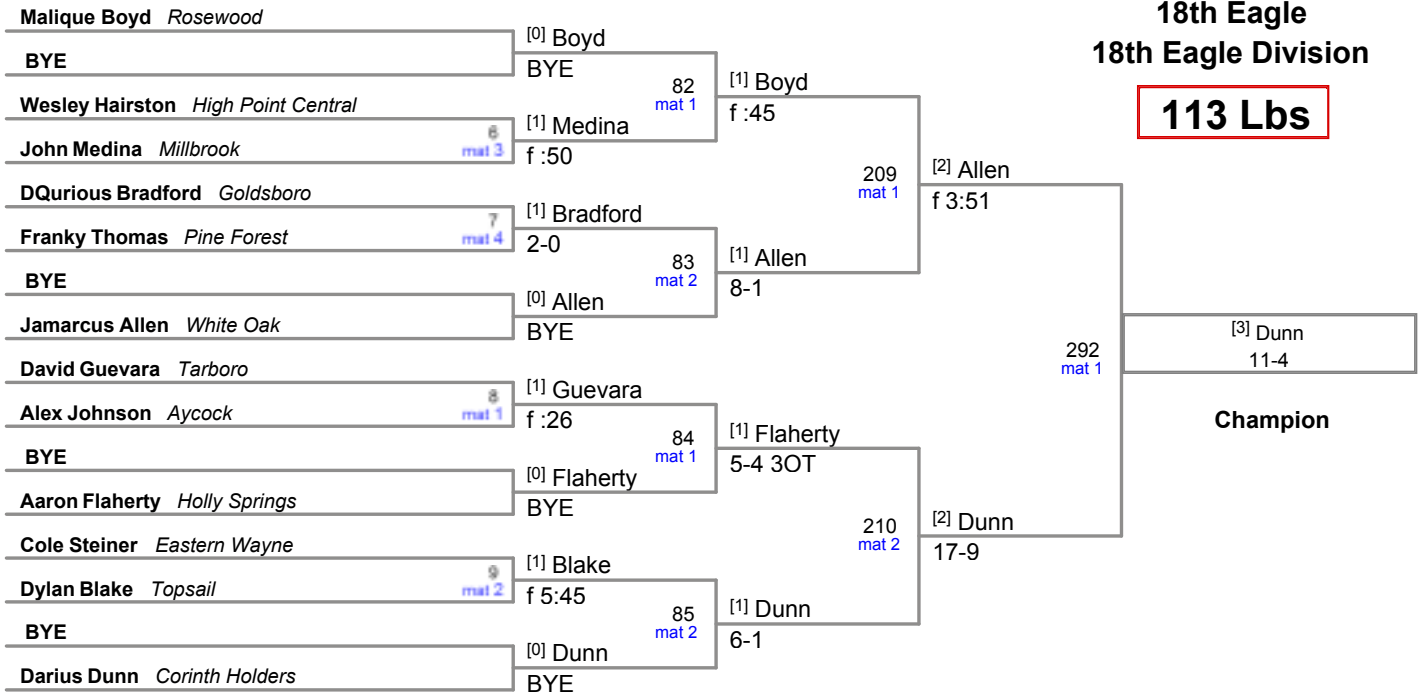 18th Eagle
18th Eagle Division
113 Lbs
Malique Boyd Rosewood
BYE
Wesley Hairston High Point Central
John Medina Millbrook
DQurious Bradford Goldsboro
Franky Thomas Pine Forest
BYE
Jamarcus Allen White Oak
David Guevara Tarboro
Alex Johnson Aycock
BYE
Aaron Flaherty Holly Springs
Cole Steiner Eastern Wayne
Dylan Blake Topsail
BYE
Darius Dunn Corinth Holders
6
mat 3
7
mat 4
8
mat 1
9
mat 2
[0] Boyd
BYE
[1] Medina
f :50
[1] Bradford
2-0
[0] Allen
BYE
[1] Guevara
f :26
[0] Flaherty
BYE
[1] Blake
f 5:45
[0] Dunn
BYE
82
mat 1
83
mat 2
84
mat 1
85
mat 2
[1] Boyd
f :45
[1] Allen
8-1
[1] Flaherty
5-4 3OT
[1] Dunn
6-1
209
mat 1
210
mat 2
[2] Allen
f 3:51
[2] Dunn
17-9
292
mat 1
[3] Dunn
11-4
Champion